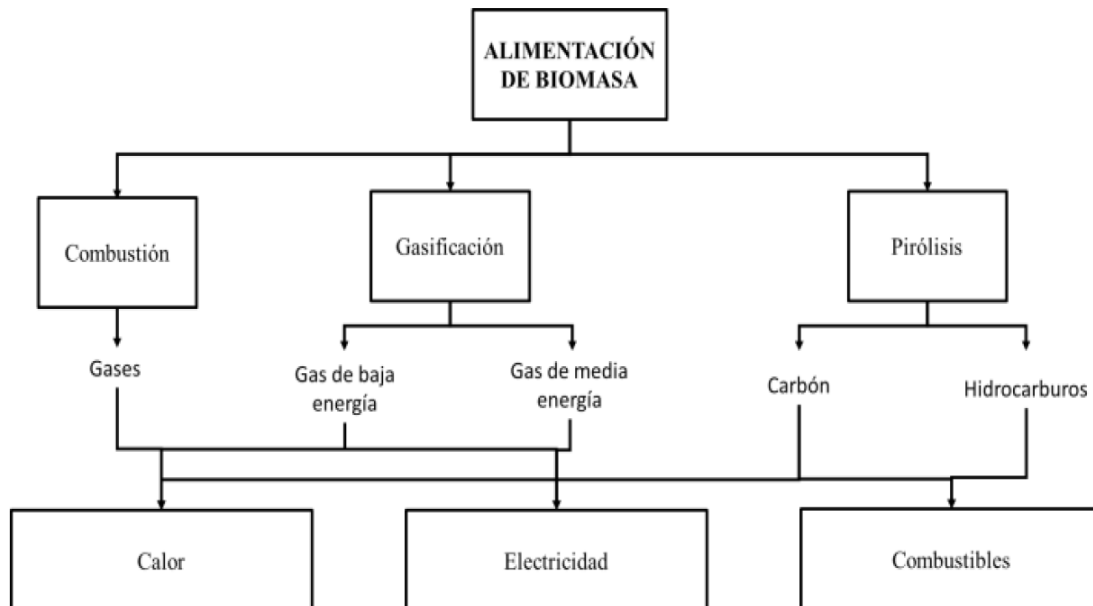 ALIMENTACIÓN
DE BIOMASA
Combustión
Gasificación
Pirólisis
Gases
Gas de baja
energía
Gas de media
energía
Carbón
Hidrocarburos
Calor
Electricidad
Combustibles